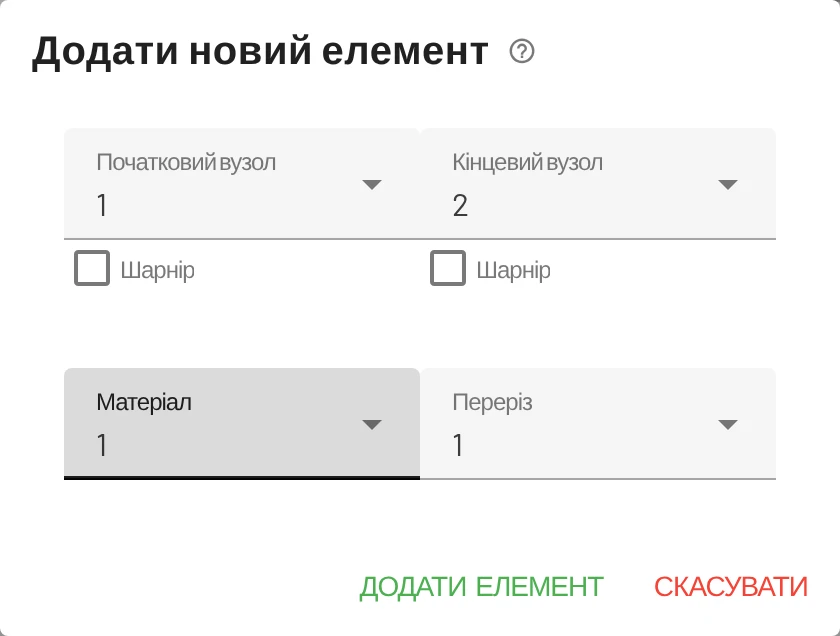 Додати новий елемент ?
Початковий вузол
Кінцевий вузол
1
2
Шарнір
Шарнір
Матеріал
Переріз
1
1
ДОДАТИ ЕЛЕМЕНТ СКАСУВАТИ